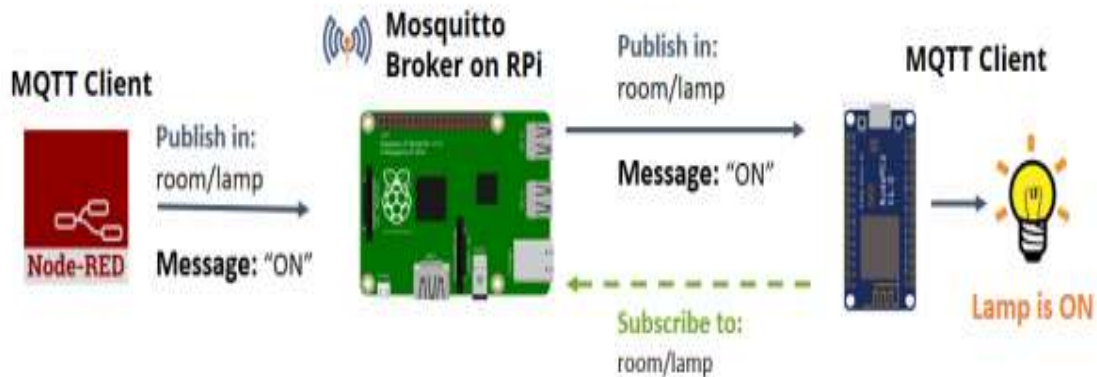 MQTT Client
Node-RED
Publish in:
room/lamp
Message: “ON”
Mosquitto
Broker on RPi
Publish in:
room/lamp
Message: “ON”
Subscribe to:
room/lamp
MQTT Client
Lamp is ON